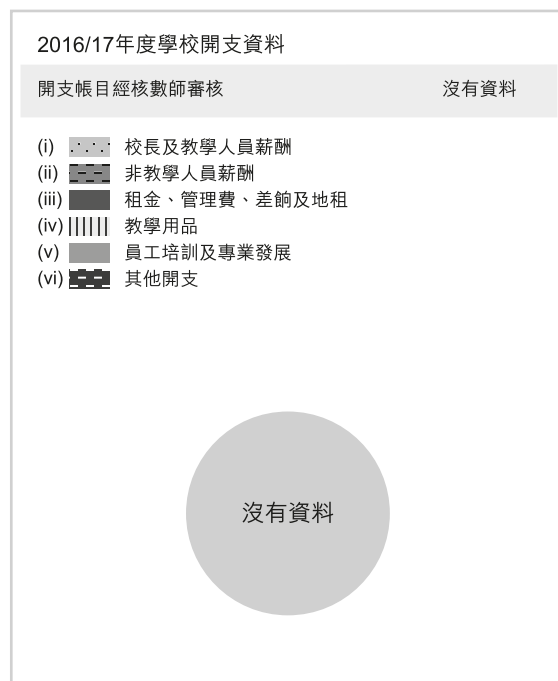 2016/17年度學校開支資料
開支帳目經核數師審核 沒有資料
(i) 校長及教學人員薪酬
(ii) 非教學人員薪酬
(iii) 租金、管理費、差餉及地租
(iv) 教學用品
(v) 員工培訓及專業發展
(vi) 其他開支
沒有資料